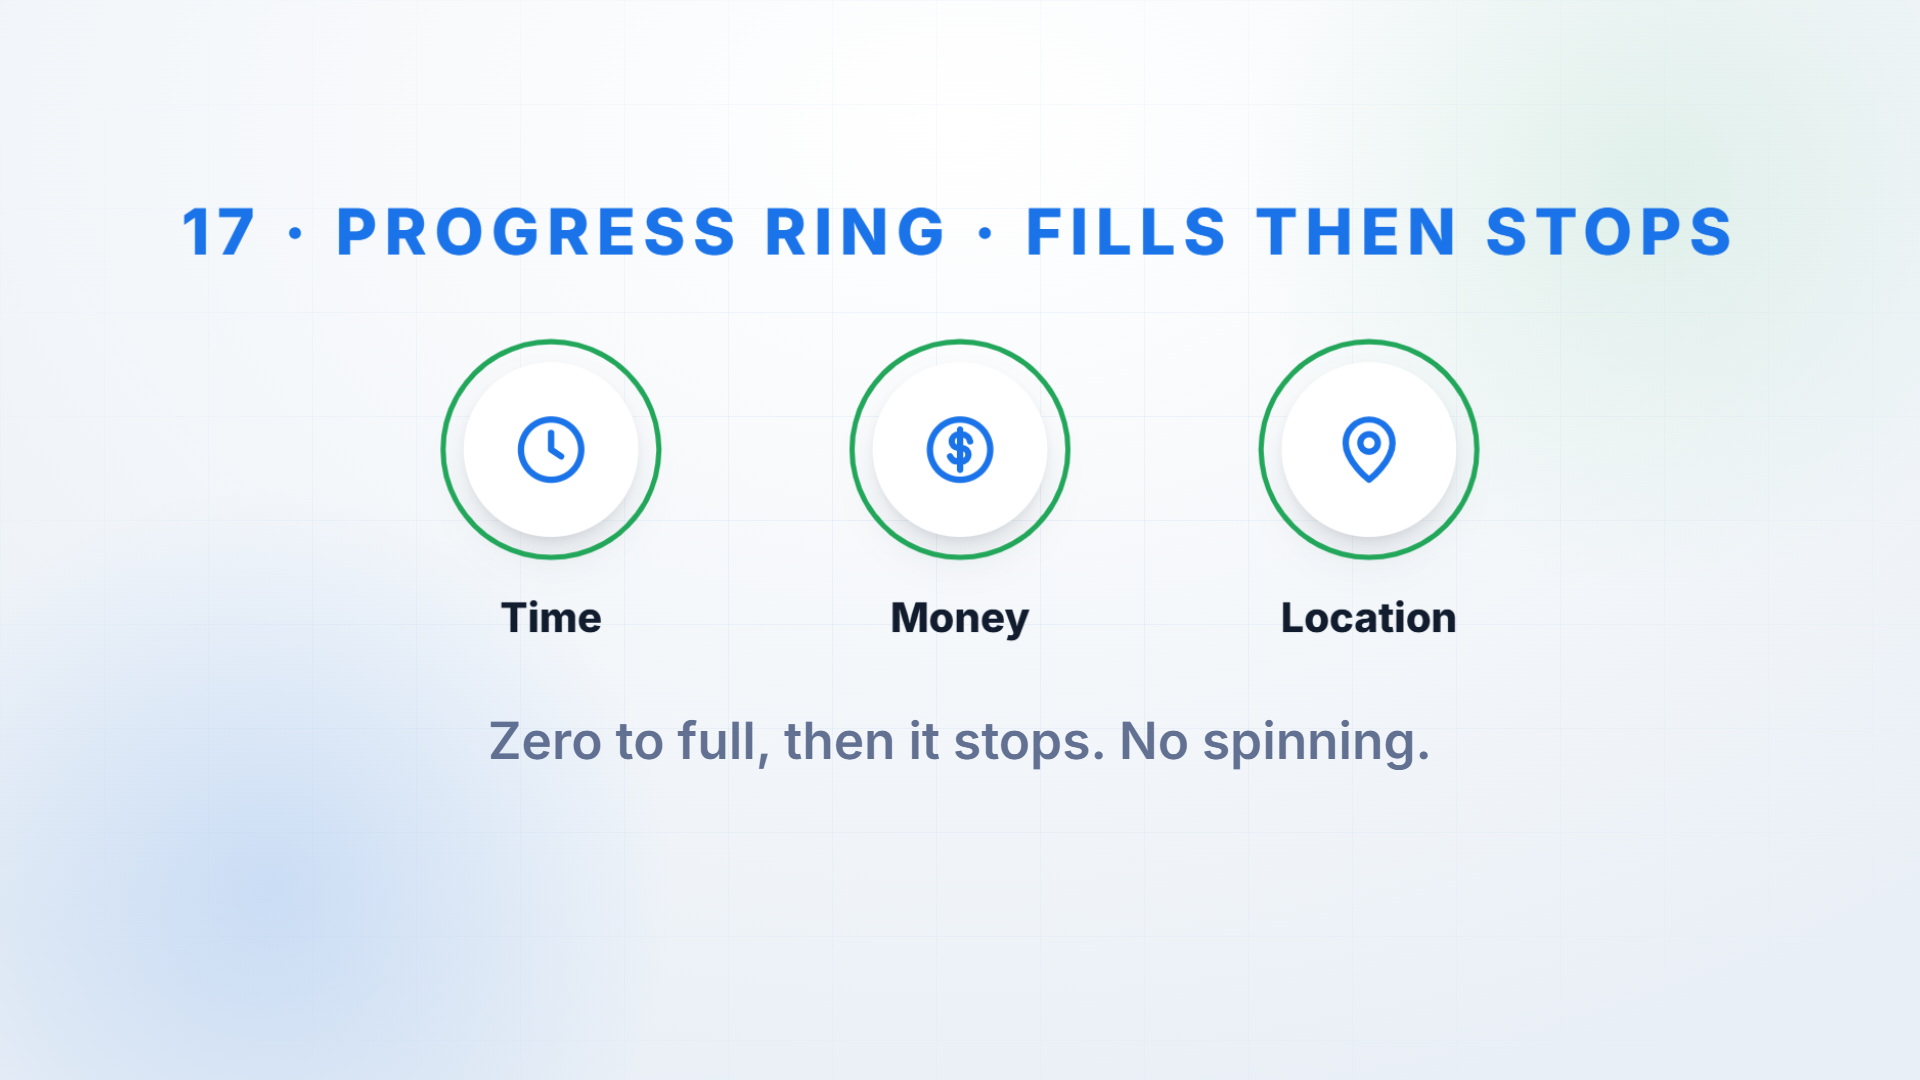 17 · PROGRESS RING · FILLS THEN STOPS
Time
Money
Location
Zero to full, then it stops. No spinning.